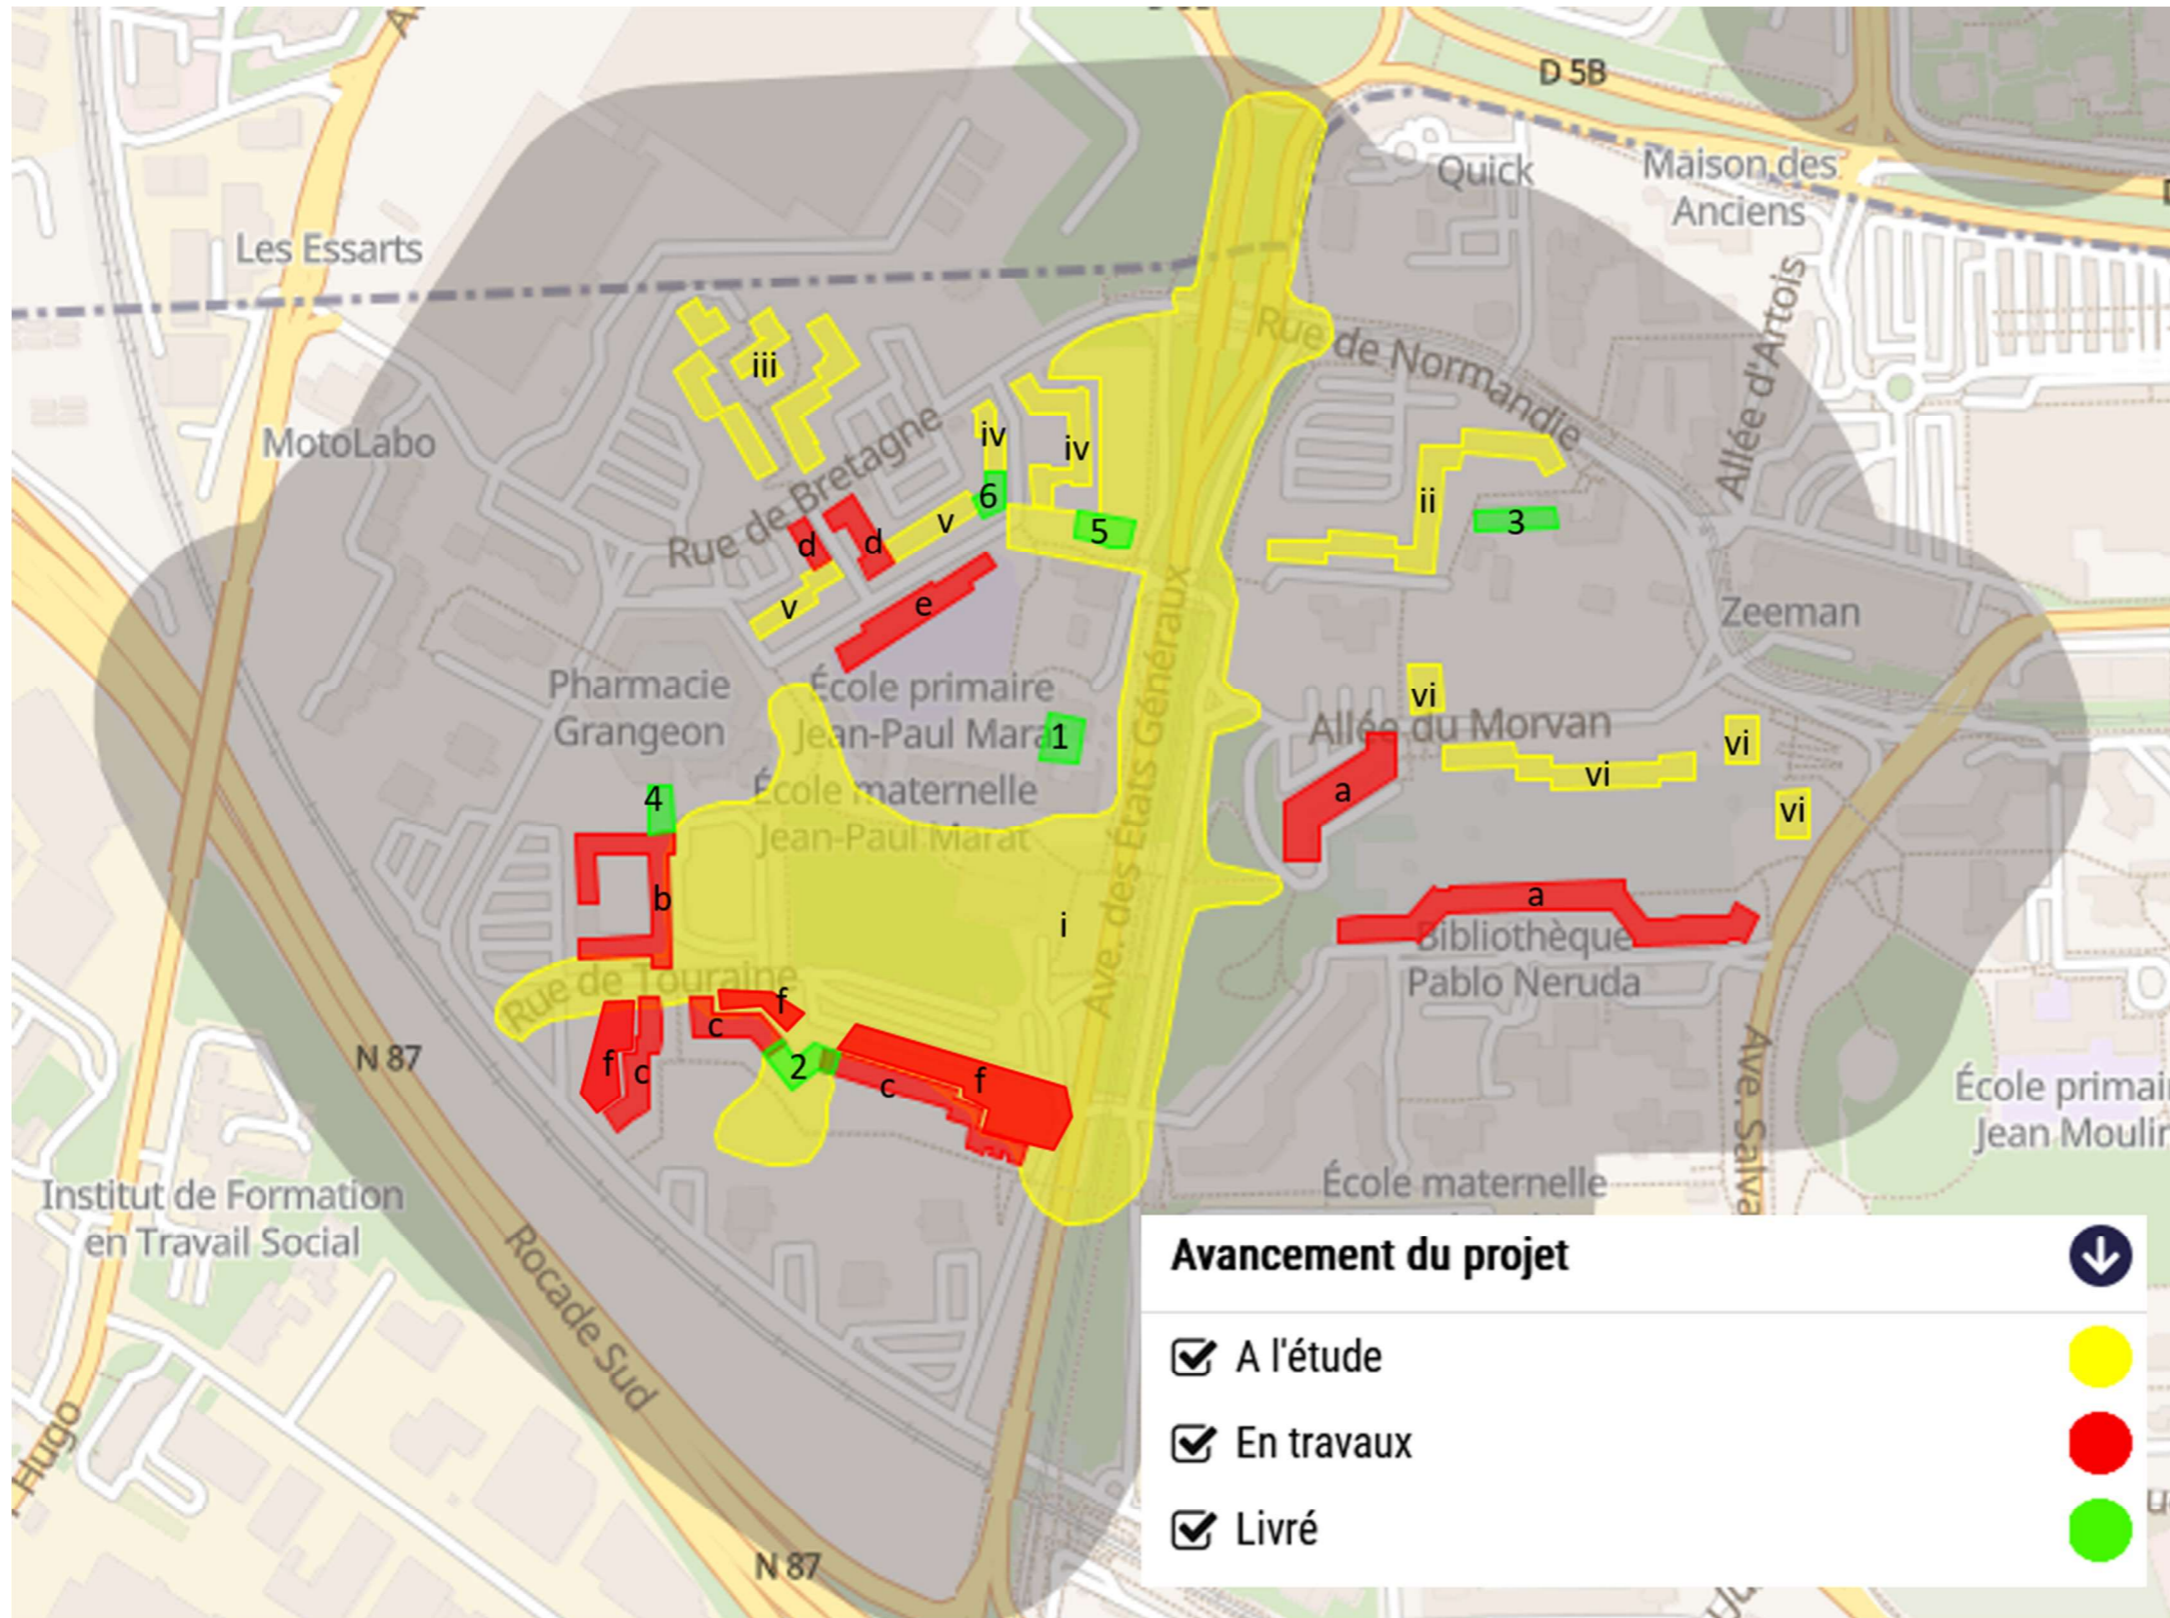 D 5B
Quick
Maison des
Anciens
Les Essarts
Allée d'Artois
Rue de Normandie
iii
MotoLabo
Rue de Bretagne
iv
iv
6
v
5
ii
3
d
d
v
e
Zeeman
Pharmacie
Grangeon
École primaire
Jean-Paul Mara
1
École maternelle
Jean-Paul Marat
Ave. des États Généraux
vi
Allée du Morvan
vi
vi
vi
a
4
b
i
a
Bibliothèque
Pablo Neruda
Rue de Touraine
f
c
f
c
2
c
f
N 87
Ave. Salva
École primai
Jean Moulin
Institut de Formation
en Travail Social
École maternelle
Rocade Sud
Hugo
N 87
Avancement du projet
A l'étude
En travaux
Livré